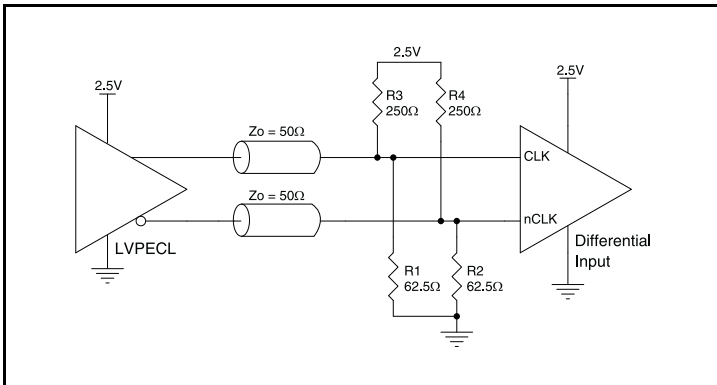 2.5V
2.5V
2.5V
R3
250Ω
R4
250Ω
Zo = 50Ω
CLK
Zo = 50Ω
nCLK
LVPECL
Differential
Input
R1
62.5Ω
R2
62.5Ω